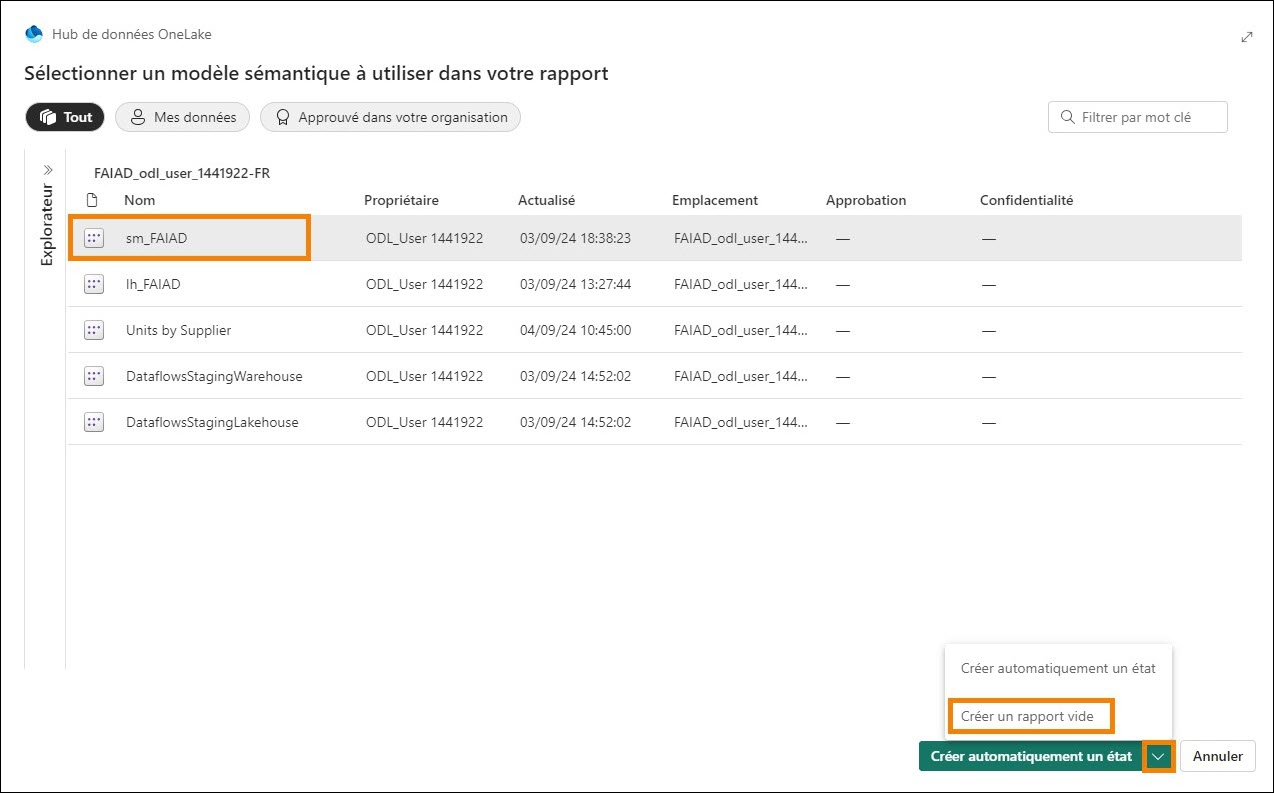 Hub de données OneLake
Sélectionner un modèle sémantique à utiliser dans votre rapport
Tout Mes données Approuvé dans votre organisation Filtrer par mot clé
Explorateur
FAIAD_odl_user_1441922-FR
Nom Propriétaire Actualisé Emplacement Approbation Confidentialité
sm_FAIAD ODL_User 1441922 03/09/24 18:38:23 FAIAD_odl_user_144... — —
lh_FAIAD ODL_User 1441922 03/09/24 13:27:44 FAIAD_odl_user_144... — —
Units by Supplier ODL_User 1441922 04/09/24 10:45:00 FAIAD_odl_user_144... — —
DataflowsStagingWarehouse ODL_User 1441922 03/09/24 14:52:02 FAIAD_odl_user_144... — —
DataflowsStagingLakehouse ODL_User 1441922 03/09/24 14:52:02 FAIAD_odl_user_144... — —
Créer automatiquement un état
Créer un rapport vide
Créer automatiquement un état Annuler